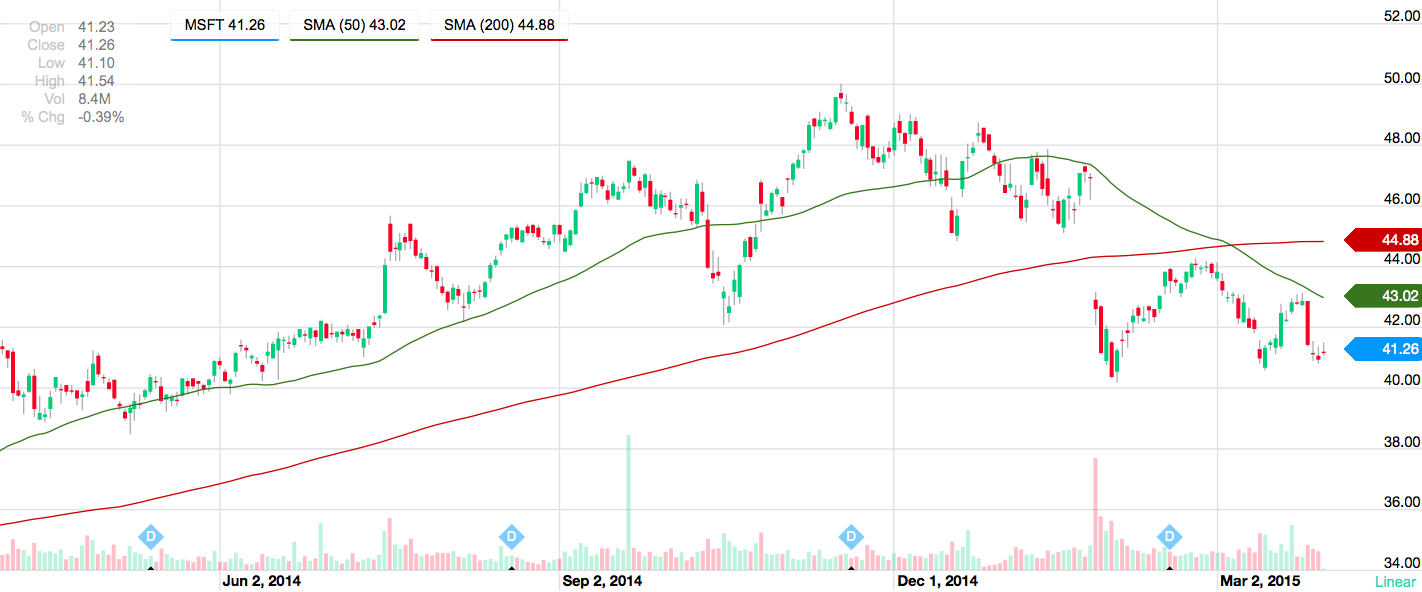 Open 41.23
Close 41.26
Low 41.10
High 41.54
Vol 8.4M
% Chg -0.39%
MSFT 41.26 SMA (50) 43.02 SMA (200) 44.88
52.00
50.00
48.00
46.00
44.88
44.00
43.02
42.00
41.26
40.00
38.00
36.00
34.00
D D D D
Jun 2, 2014 Sep 2, 2014 Dec 1, 2014 Mar 2, 2015
Linear